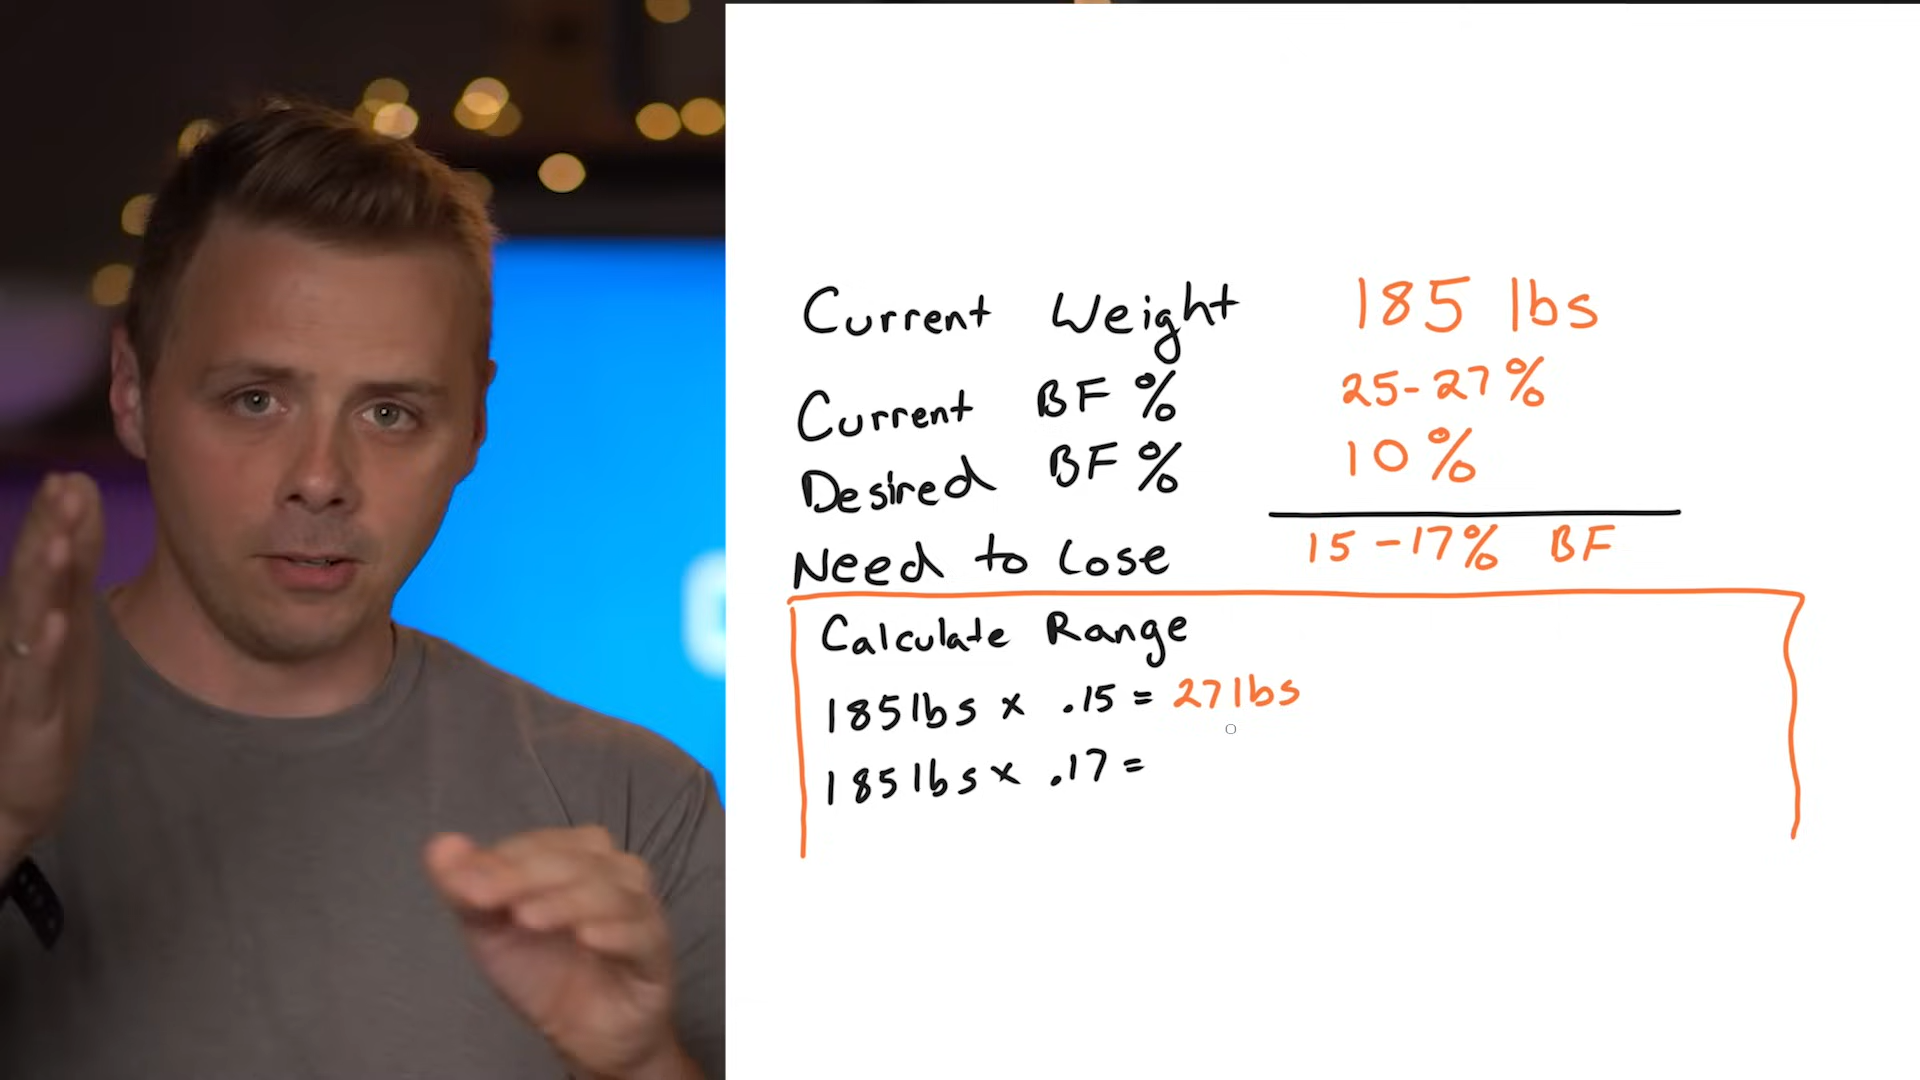 Current Weight 185 lbs
Current BF % 25-27%
Desired BF % 10%
Need to Lose 15-17% BF
Calculate Range
185lbs x .15 = 27lbs
185lbs x .17 =